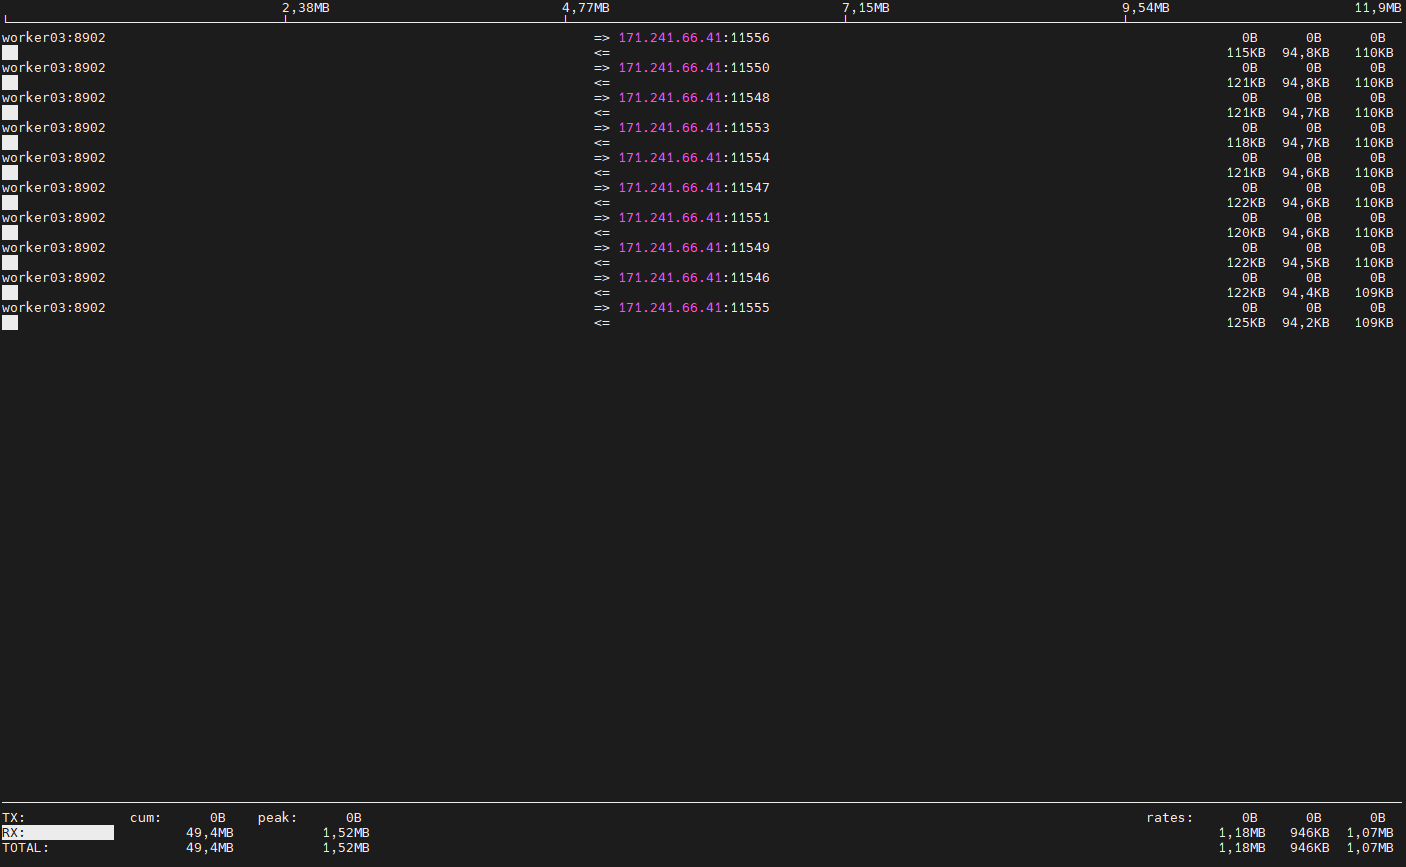 2,38MB 4,77MB 7,15MB 9,54MB 11,9MB
worker03:8902 => 171.241.66.41:11556 0B 0B 0B
<= 115KB 94,8KB 110KB
worker03:8902 => 171.241.66.41:11550 0B 0B 0B
<= 121KB 94,8KB 110KB
worker03:8902 => 171.241.66.41:11548 0B 0B 0B
<= 121KB 94,7KB 110KB
worker03:8902 => 171.241.66.41:11553 0B 0B 0B
<= 118KB 94,7KB 110KB
worker03:8902 => 171.241.66.41:11554 0B 0B 0B
<= 121KB 94,6KB 110KB
worker03:8902 => 171.241.66.41:11547 0B 0B 0B
<= 122KB 94,6KB 110KB
worker03:8902 => 171.241.66.41:11551 0B 0B 0B
<= 120KB 94,6KB 110KB
worker03:8902 => 171.241.66.41:11549 0B 0B 0B
<= 122KB 94,5KB 110KB
worker03:8902 => 171.241.66.41:11546 0B 0B 0B
<= 122KB 94,4KB 109KB
worker03:8902 => 171.241.66.41:11555 0B 0B 0B
<= 125KB 94,2KB 109KB
TX: cum: 0B peak: 0B rates: 0B 0B 0B
RX: 49,4MB 1,52MB 1,18MB 946KB 1,07MB
TOTAL: 49,4MB 1,52MB 1,18MB 946KB 1,07MB